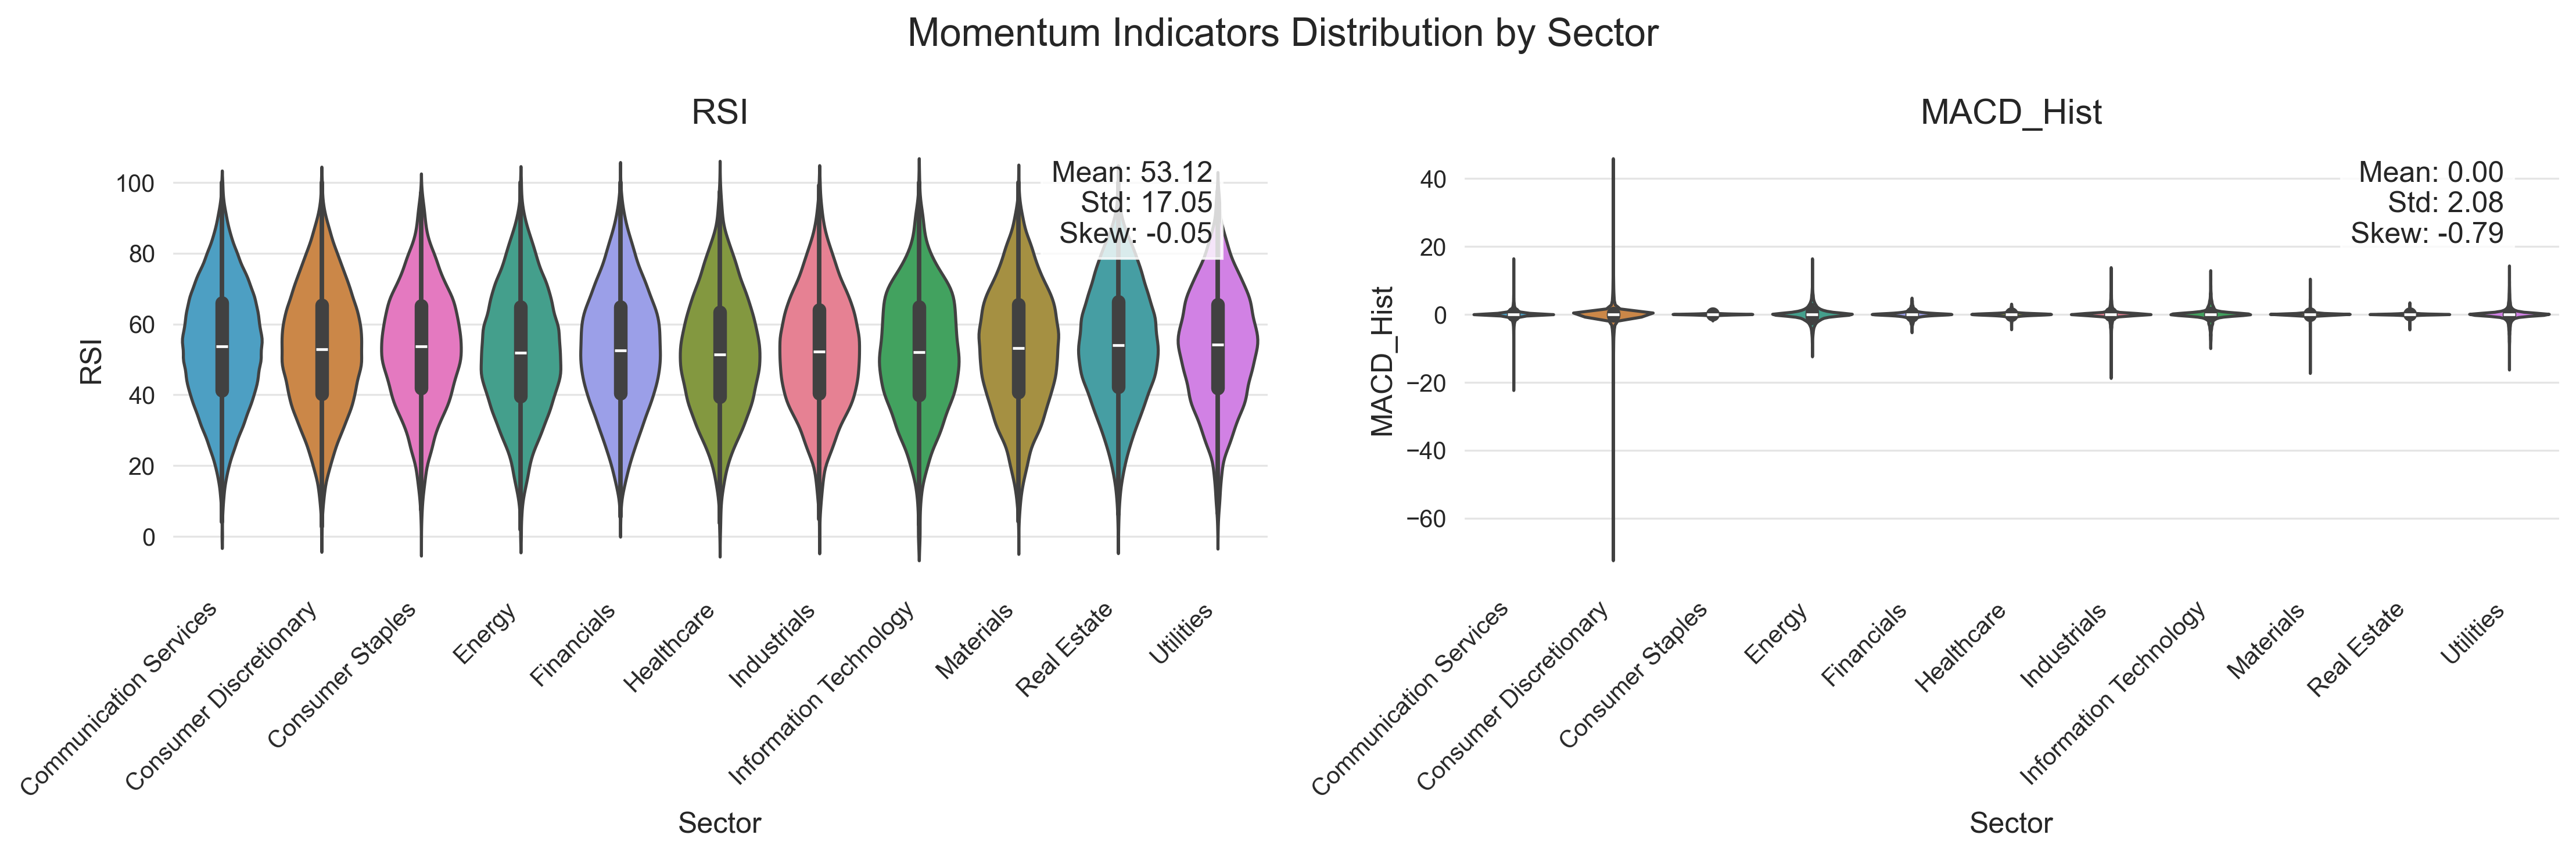 Momentum Indicators Distribution by Sector
RSI
Mean: 53.12
Std: 17.05
Skew: -0.05
100
80
60
40
20
0
RSI
Communication Services
Consumer Discretionary
Consumer Staples
Energy
Financials
Healthcare
Industrials
Information Technology
Materials
Real Estate
Utilities
Sector
MACD_Hist
Mean: 0.00
Std: 2.08
Skew: -0.79
40
20
0
−20
−40
−60
MACD_Hist
Communication Services
Consumer Discretionary
Consumer Staples
Energy
Financials
Healthcare
Industrials
Information Technology
Materials
Real Estate
Utilities
Sector